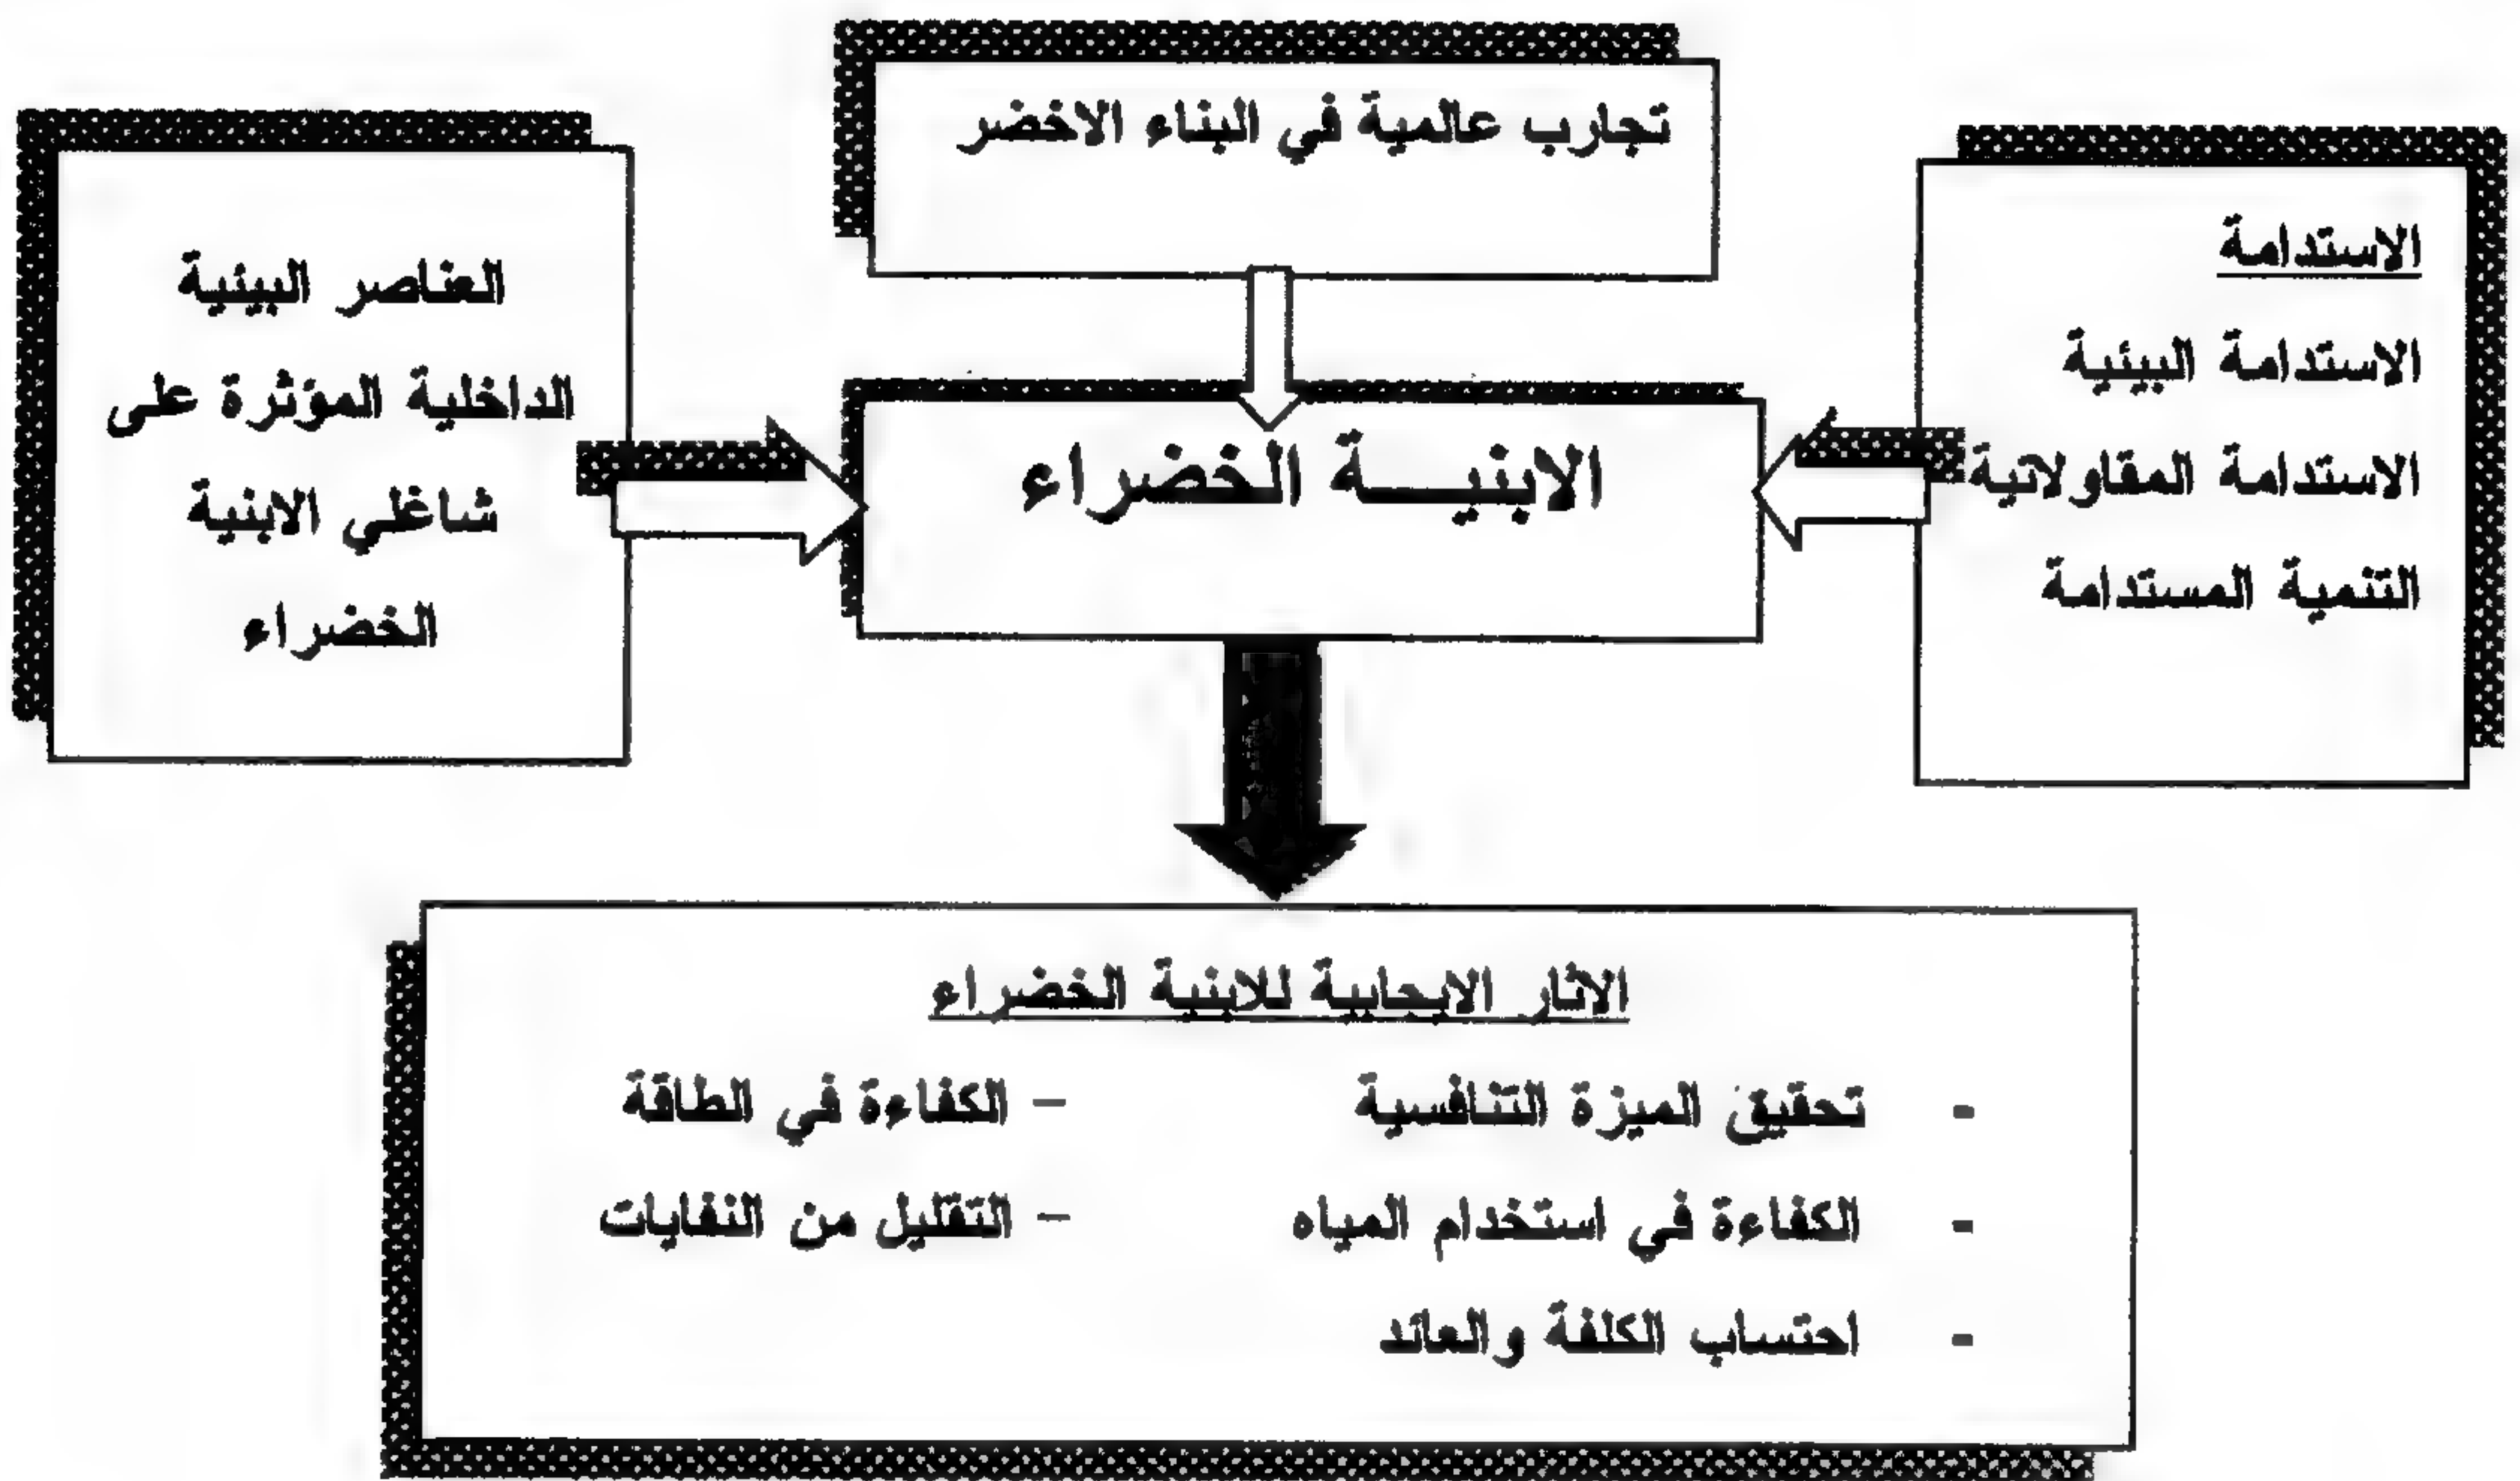 تجارب عالمية في البناء الاخضر
الاستدامة
الاستدامة البيئية
الاستدامة المقاولاتية
التنمية المستدامة
الابنيــة الخضراء
العناصر البيئية
الداخلية المؤثرة على
شاغلي الابنية
الخضراء
الاثار الايجابية للابنية الخضراء
- تحقيق الميزة التنافسية
- الكفاءة في الطاقة
- الكفاءة في استخدام المياه
- التقليل من النفايات
- احتساب الكلفة والعائد